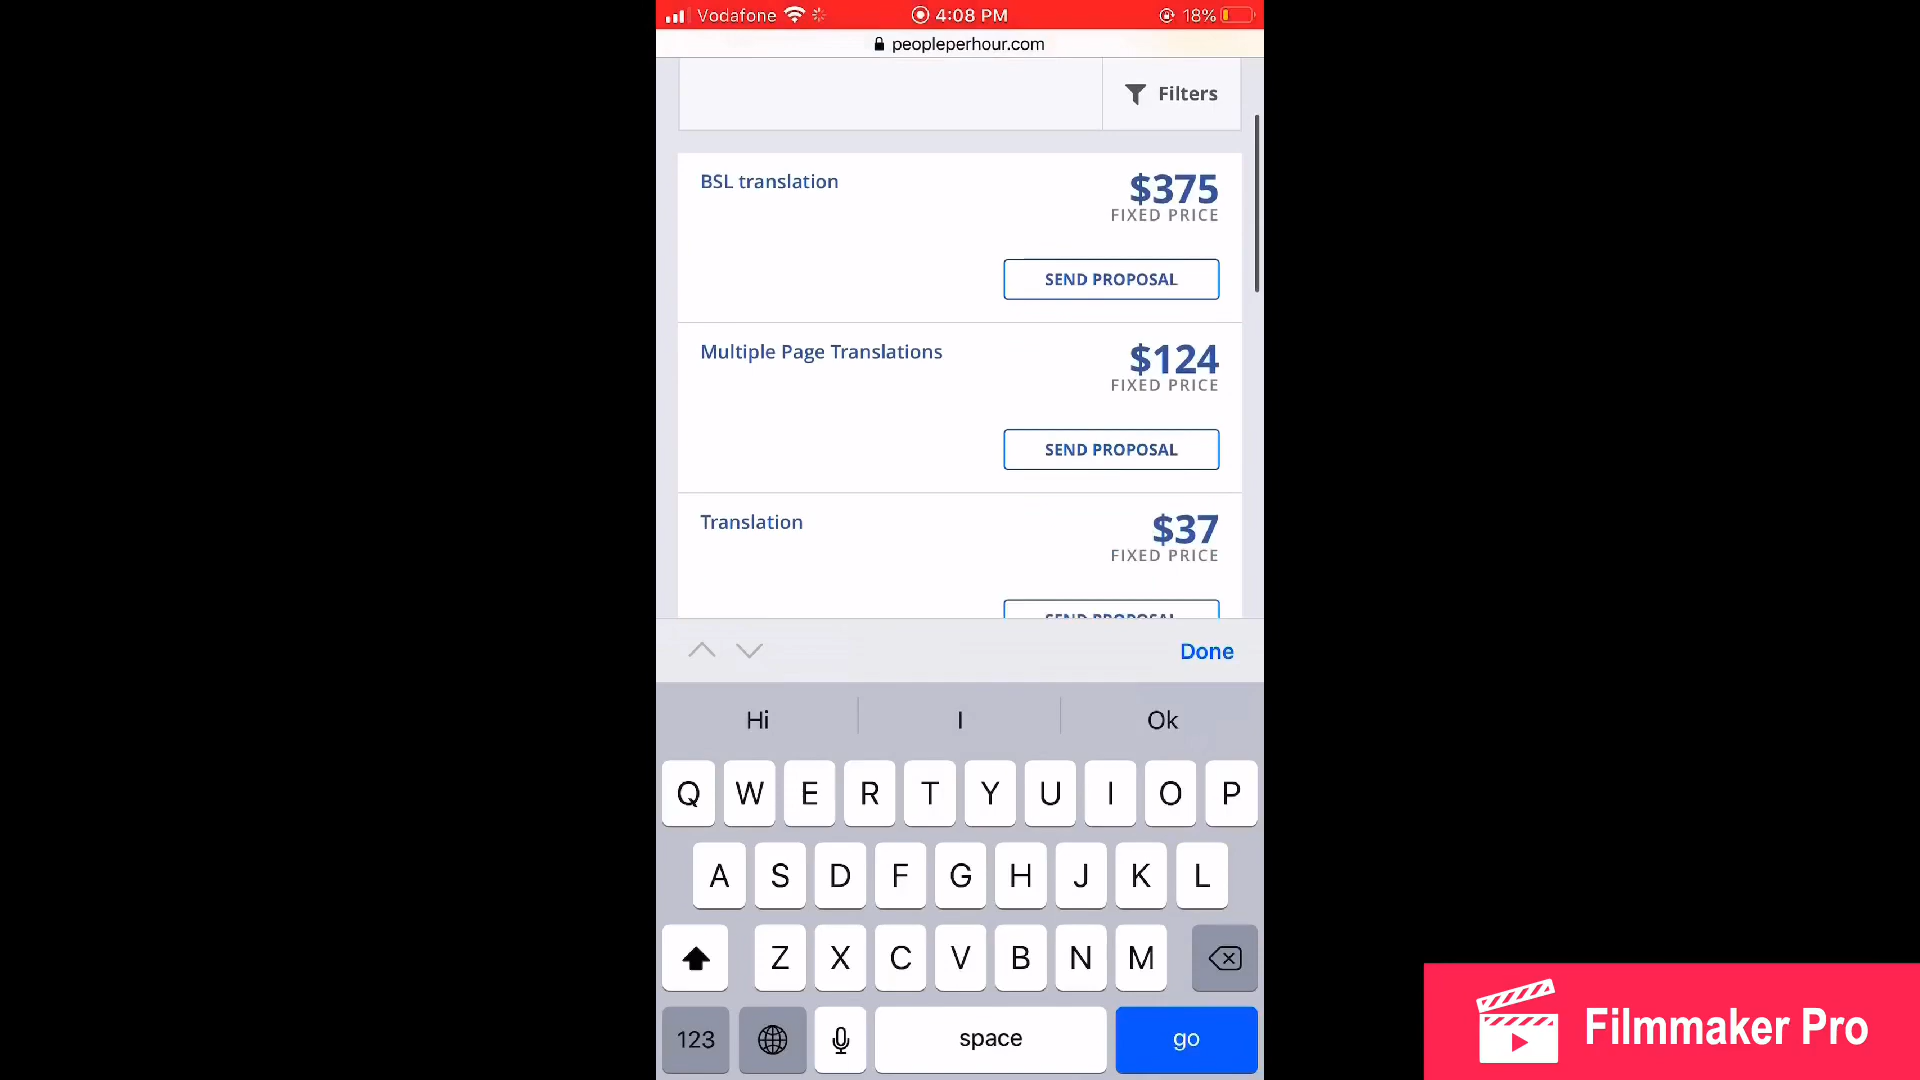 Vodafone 4:08 PM 18%
peopleperhour.com
Filters
BSL translation $375
FIXED PRICE
SEND PROPOSAL
Multiple Page Translations $124
FIXED PRICE
SEND PROPOSAL
Translation $37
FIXED PRICE
SEND PROPOSAL
Done
Hi I Ok
Q W E R T Y U I O P
A S D F G H J K L
Z X C V B N M
123 space go
Filmmaker Pro